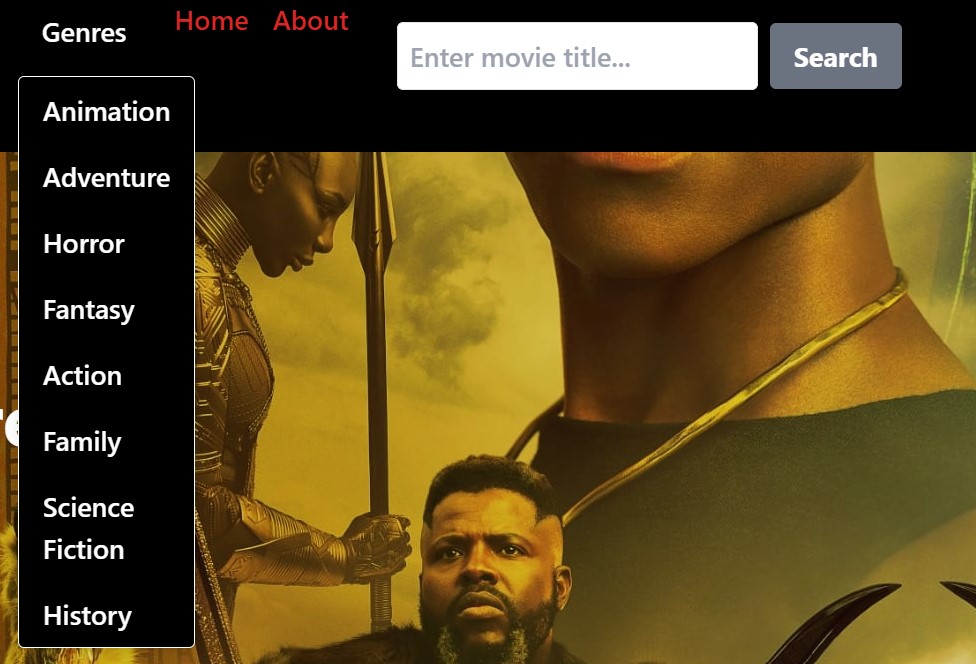 Genres
Home
About
Enter movie title...
Search
Animation
Adventure
Horror
Fantasy
Action
Family
Science
Fiction
History